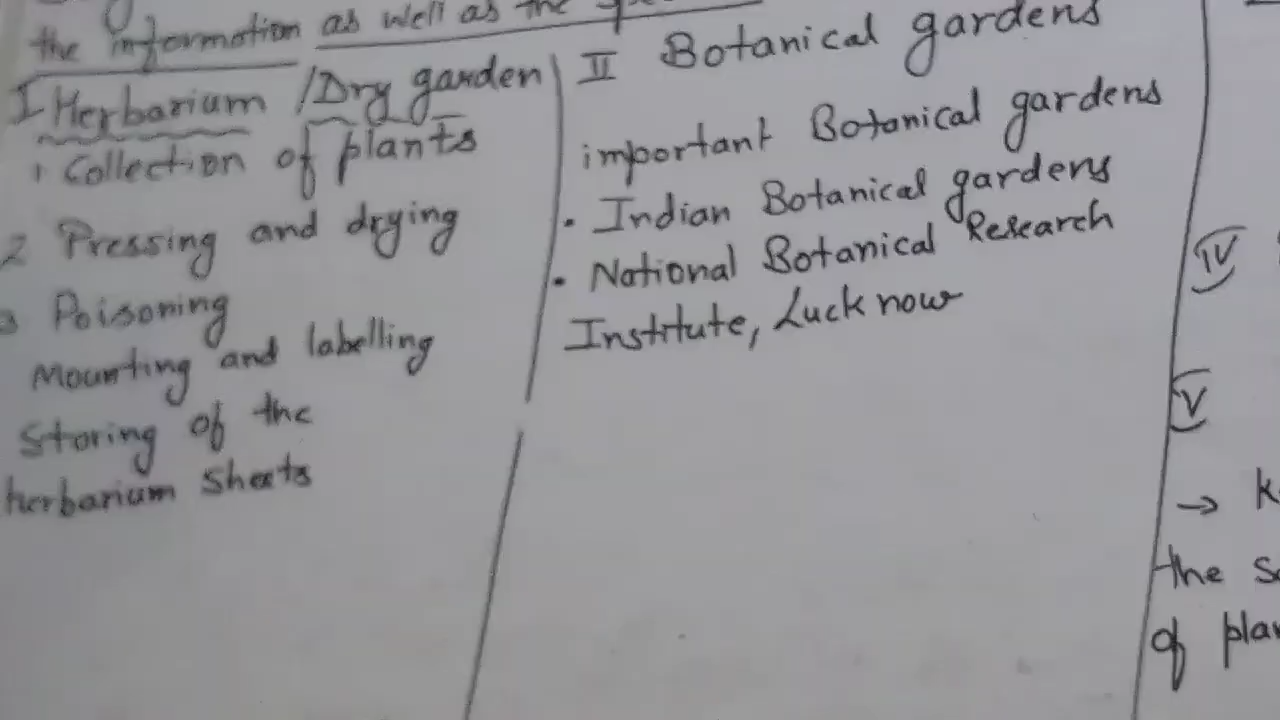 the information as well as the
I Herbarium / Dry garden
1 Collection of plants
2 Pressing and drying
3 Poisoning
Mounting and labelling
Storing of the
herbarium sheets
II Botanical gardens
important Botanical gardens
• Indian Botanical gardens
• National Botanical Research
Institute, Lucknow
IV
V
→ k
the
of